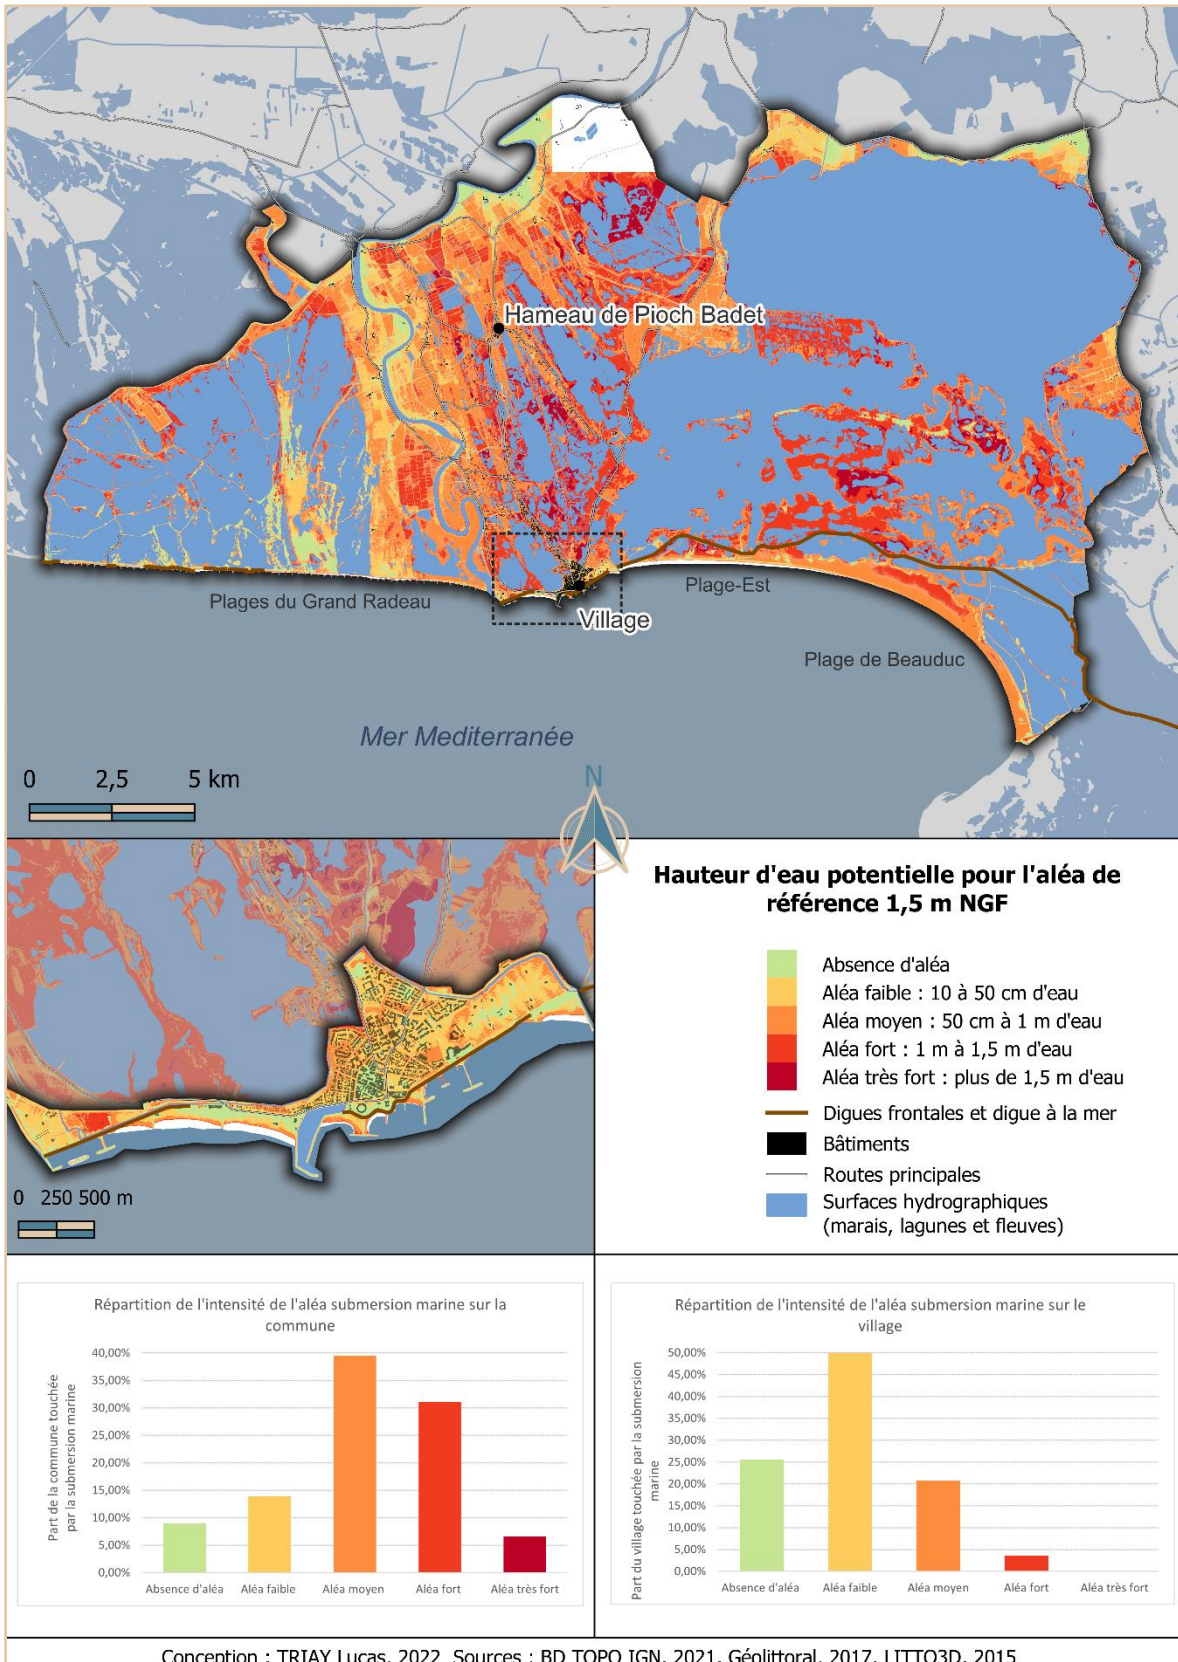 Hameau de Pioch Badet
Plages du Grand Radeau
Plage-Est
Village
Plage de Beauduc
Mer Mediterranée
0 2,5 5 km
N
0 250 500 m
Hauteur d'eau potentielle pour l'aléa de
référence 1,5 m NGF
Absence d'aléa
Aléa faible : 10 à 50 cm d'eau
Aléa moyen : 50 cm à 1 m d'eau
Aléa fort : 1 m à 1,5 m d'eau
Aléa très fort : plus de 1,5 m d'eau
Digues frontales et digue à la mer
Bâtiments
Routes principales
Surfaces hydrographiques
(marais, lagunes et fleuves)
Répartition de l'intensité de l'aléa submersion marine sur la
commune
Part de la commune touchée
par la submersion marine
40,00%
35,00%
30,00%
25,00%
20,00%
15,00%
10,00%
5,00%
0,00%
Absence d'aléa Aléa faible Aléa moyen Aléa fort Aléa très fort
Répartition de l'intensité de l'aléa submersion marine sur le
village
Part du village touchée par la submersion
marine
50,00%
45,00%
40,00%
35,00%
30,00%
25,00%
20,00%
15,00%
10,00%
5,00%
0,00%
Absence d'aléa Aléa faible Aléa moyen Aléa fort Aléa très fort
Conception : TRIAY Lucas, 2022 Sources : BD TOPO IGN, 2021, Géolittoral, 2017, LITTO3D, 2015